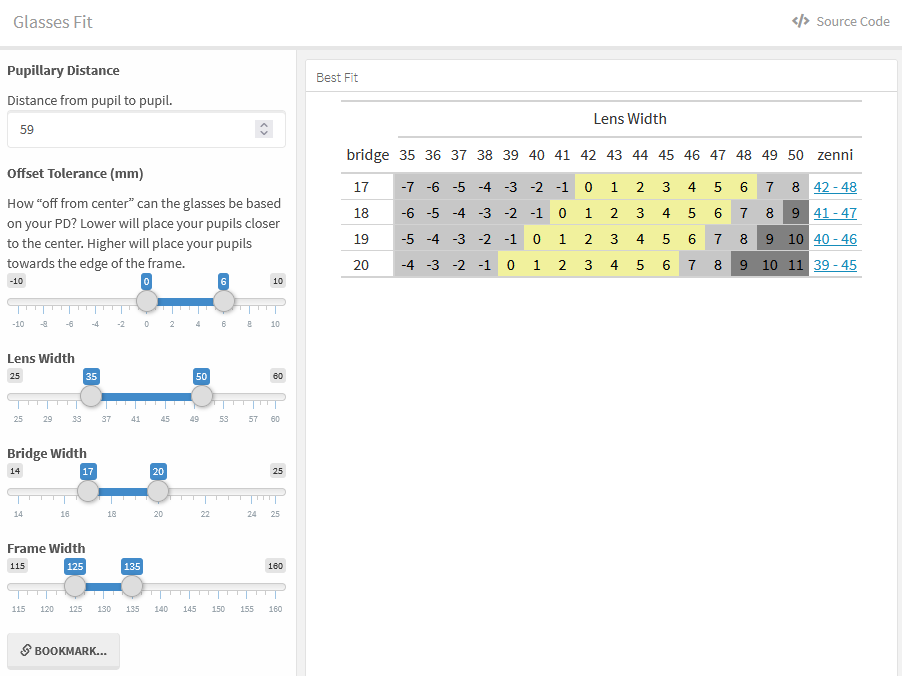 Glasses Fit
Source Code
Pupillary Distance
Distance from pupil to pupil.
59
Offset Tolerance (mm)
How “off from center” can the glasses be based
on your PD? Lower will place your pupils closer
to the center. Higher will place your pupils
towards the edge of the frame.
-10 0 6 10
-10 -8 -6 -4 -2 0 2 4 6 8 10
Lens Width
25 35 50 60
25 29 33 37 41 45 49 53 57 60
Bridge Width
14 17 20 25
14 16 18 20 22 24 25
Frame Width
115 125 135 160
115 120 125 130 135 140 145 150 155 160
BOOKMARK...
Best Fit
Lens Width
bridge 35 36 37 38 39 40 41 42 43 44 45 46 47 48 49 50 zenni
17 -7 -6 -5 -4 -3 -2 -1 0 1 2 3 4 5 6 7 8 42 - 48
18 -6 -5 -4 -3 -2 -1 0 1 2 3 4 5 6 7 8 9 41 - 47
19 -5 -4 -3 -2 -1 0 1 2 3 4 5 6 7 8 9 10 40 - 46
20 -4 -3 -2 -1 0 1 2 3 4 5 6 7 8 9 10 11 39 - 45